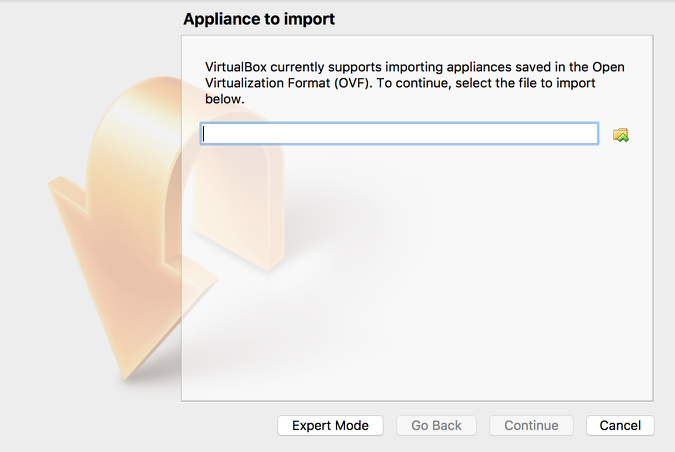 Appliance to import
VirtualBox currently supports importing appliances saved in the Open
Virtualization Format (OVF). To continue, select the file to import
below.
Expert Mode
Go Back
Continue
Cancel